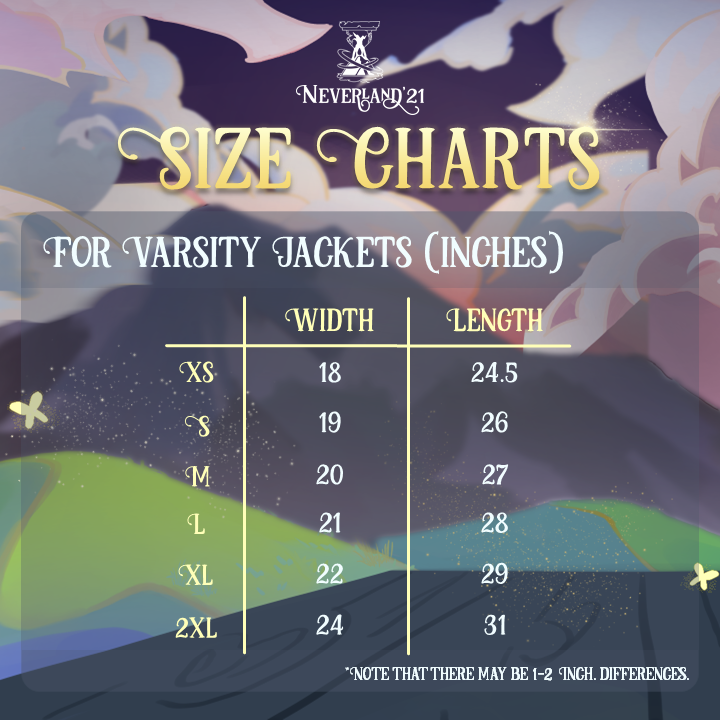 Neverland'21
Size Charts
For Varsity Jackets (inches)
Width Length
XS 18 24.5
S 19 26
M 20 27
L 21 28
XL 22 29
2XL 24 31
*Note that there may be 1-2 inch. differences.